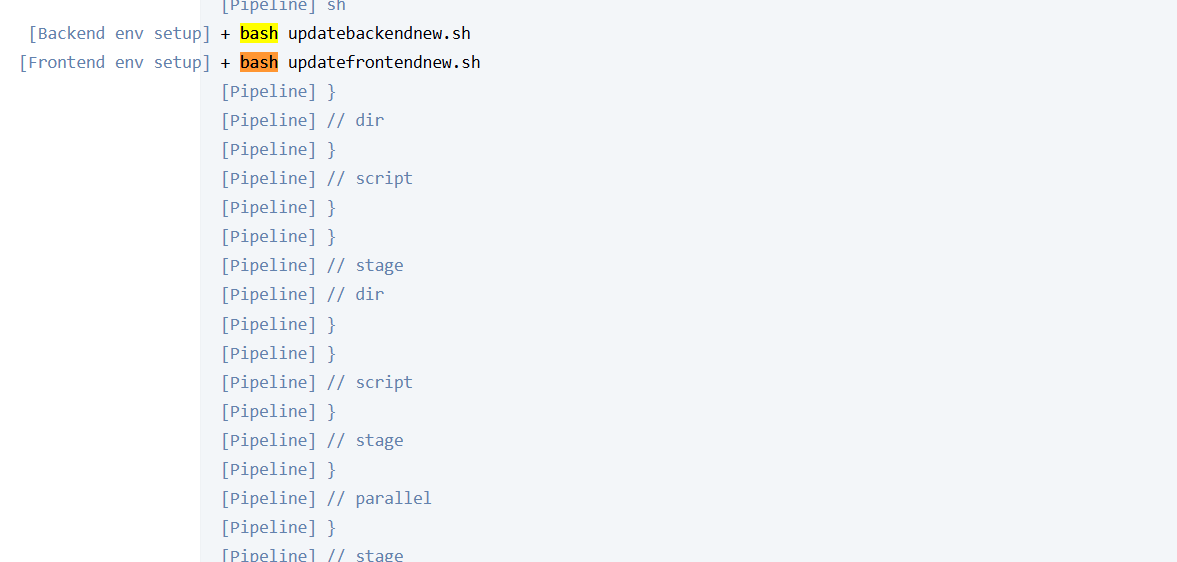 [Pipeline] sh
[Backend env setup] + bash updatebackendnew.sh
[Frontend env setup] + bash updatefrontendnew.sh
[Pipeline] }
[Pipeline] // dir
[Pipeline] }
[Pipeline] // script
[Pipeline] }
[Pipeline] }
[Pipeline] // stage
[Pipeline] // dir
[Pipeline] }
[Pipeline] }
[Pipeline] // script
[Pipeline] }
[Pipeline] // stage
[Pipeline] }
[Pipeline] // parallel
[Pipeline] }
[Pipeline] // stage